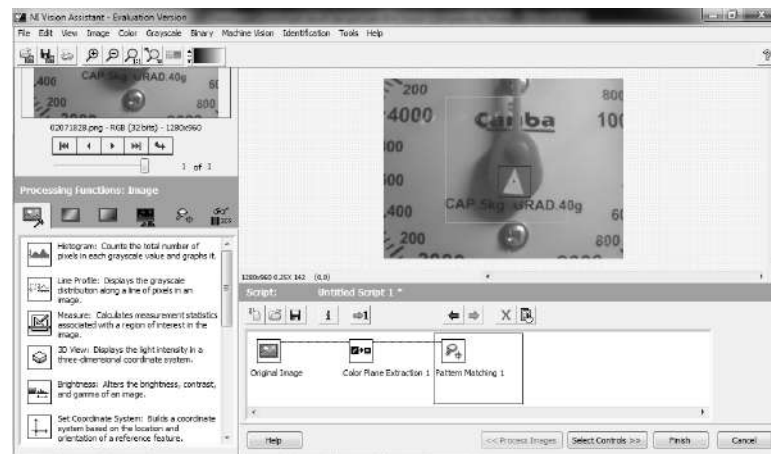 NI Vision Assistant - Evaluation Version
File Edit View Image Color Grayscale Binary Machine Vision Identification Tools Help
400 CAP.5kg GRAD.40g 60
200 800
02071828.png - RGB (32 bits) - 1280x960
1 of 1
Processing Functions: Image
Histogram: Counts the total number of
pixels in each grayscale value and graphs it.
Line Profile: Displays the grayscale
distribution along a line of pixels in an
image.
Measure: Calculates measurement statistics
associated with a region of interest in the
image.
3D View: Displays the light intensity in a
three-dimensional coordinate system.
Brightness: Alters the brightness, contrast,
and gamma of an image.
Set Coordinate System: Builds a coordinate
system based on the location and
orientation of a reference feature.
200 800
4000 Camba 100
800
CAP.5kg GRAD.40g
400 60
200 800
1280x960 0.25X 142 (0,0)
Script: Untitled Script 1 *
Original Image Color Plane Extraction 1 Pattern Matching 1
Help << Process Images Select Controls >> Finish Cancel